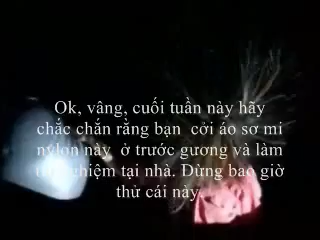 Ok, vâng, cuối tuần này hãy
chắc chắn rằng bạn cởi áo sơ mi
nylon này ở trước gương và làm
thí nghiệm tại nhà. Đừng bao giờ
thử cái này